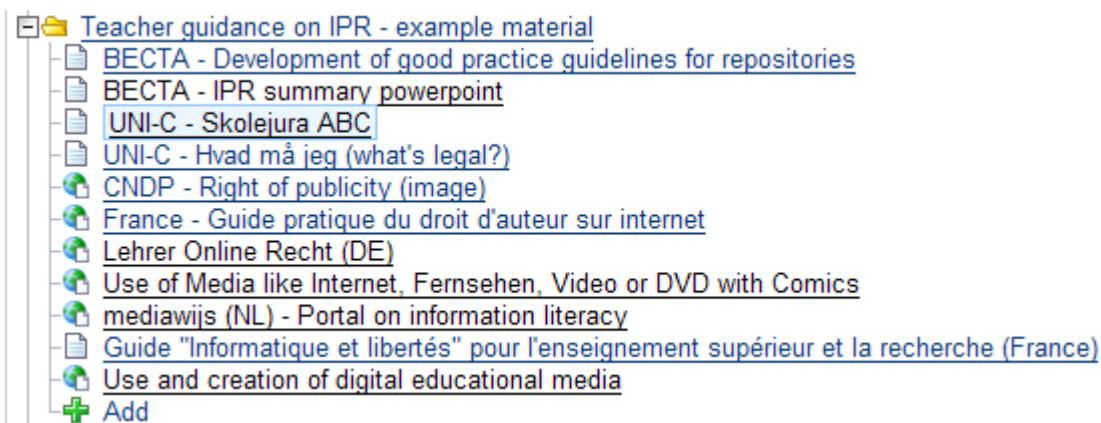 Teacher guidance on IPR - example material
BECTA - Development of good practice guidelines for repositories
BECTA - IPR summary powerpoint
UNI-C - Skolejura ABC
UNI-C - Hvad må jeg (what's legal?)
CNDP - Right of publicity (image)
France - Guide pratique du droit d'auteur sur internet
Lehrer Online Recht (DE)
Use of Media like Internet, Fernsehen, Video or DVD with Comics
mediawijs (NL) - Portal on information literacy
Guide "Informatique et libertés" pour l'enseignement supérieur et la recherche (France)
Use and creation of digital educational media
Add